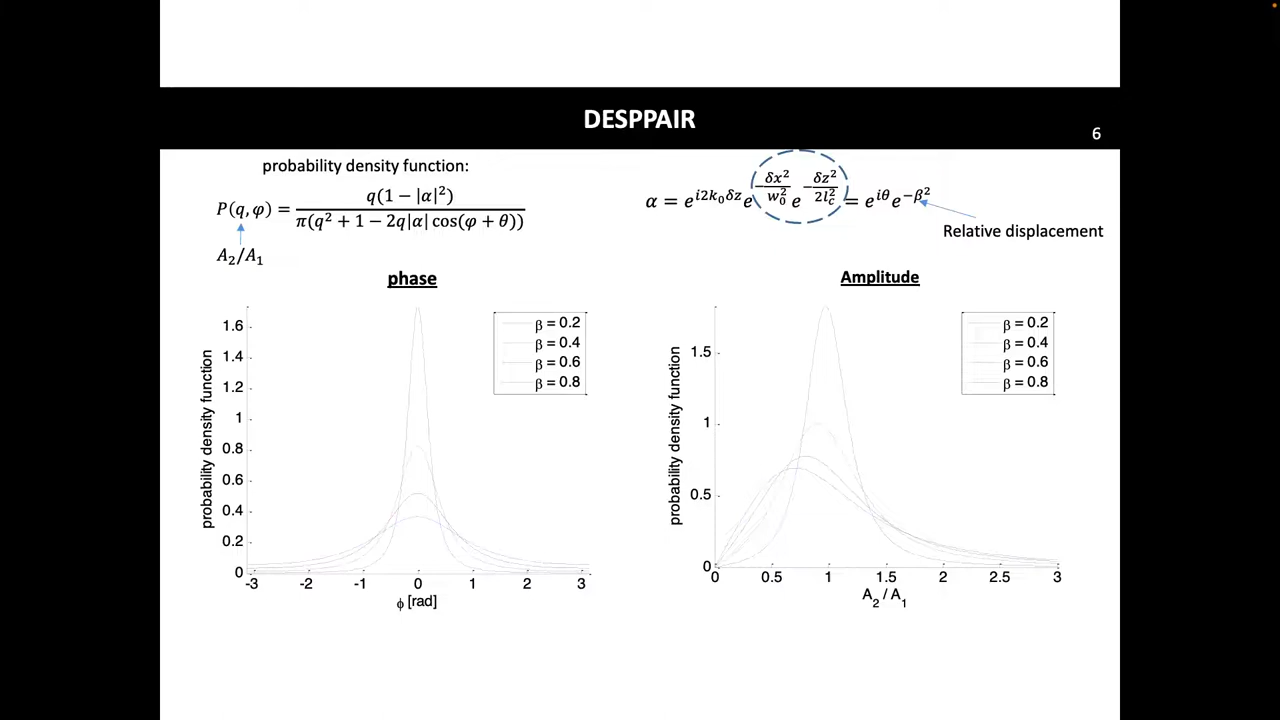 DESPPAIR
6
probability density function:
P(q, φ) = q(1 − |α|²) / π(q² + 1 − 2q|α| cos(φ + θ))
A₂/A₁
α = e^{i2k₀δz} e^{−δx²/w₀²} e^{−δz²/2l_c²} = e^{iθ}e^{−β²}
Relative displacement
phase
probability density function
1.6
1.4
1.2
1
0.8
0.6
0.4
0.2
0
-3 -2 -1 0 1 2 3
ϕ [rad]
β = 0.2
β = 0.4
β = 0.6
β = 0.8
Amplitude
probability density function
1.5
1
0.5
0
0 0.5 1 1.5 2 2.5 3
A₂ / A₁
β = 0.2
β = 0.4
β = 0.6
β = 0.8